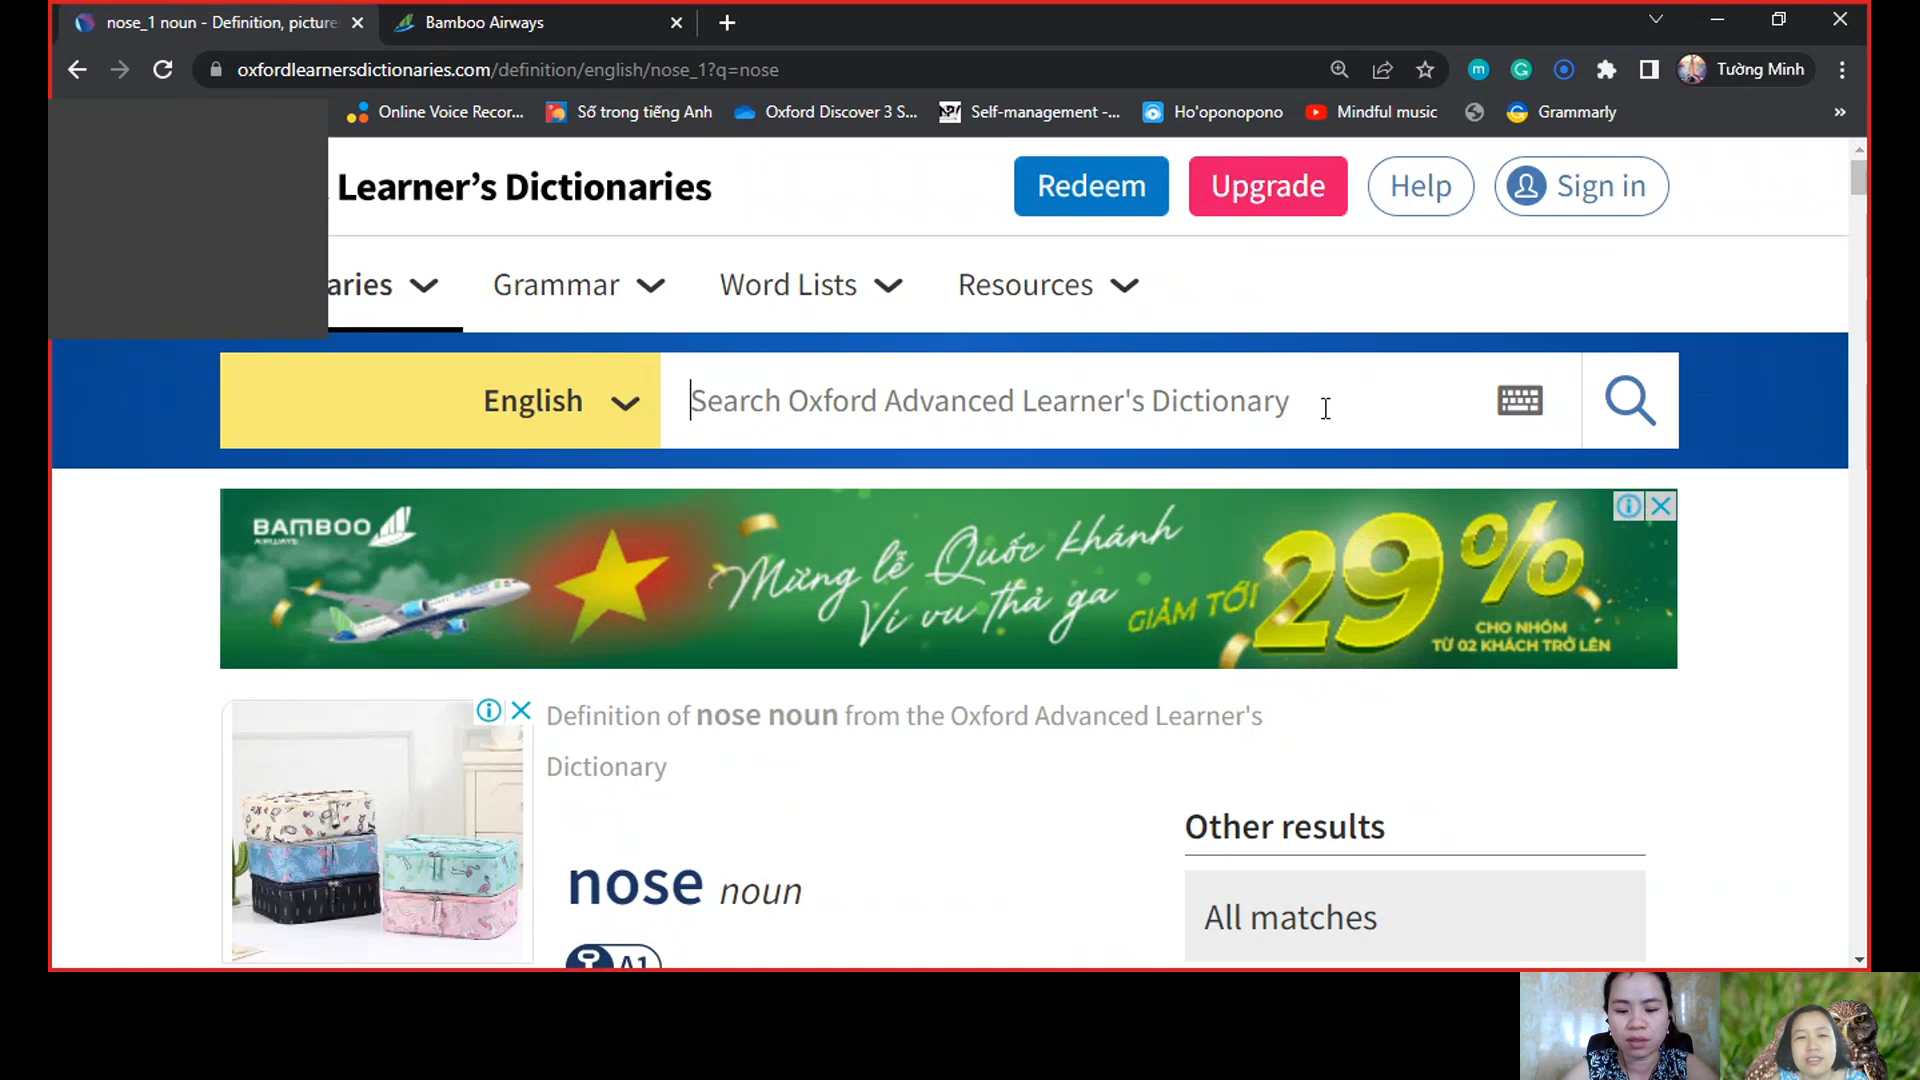 nose_1 noun - Definition, picture
Bamboo Airways
oxfordlearnersdictionaries.com/definition/english/nose_1?q=nose
Tường Minh
Online Voice Recor...
Số trong tiếng Anh
Oxford Discover 3 S...
Self-management -...
Ho'oponopono
Mindful music
Grammarly
Learner’s Dictionaries
Redeem
Upgrade
Help
Sign in
aries
Grammar
Word Lists
Resources
English
Search Oxford Advanced Learner's Dictionary
BAMBOO
AIRWAYS
Mừng lễ Quốc khánh
Vi vu thả ga
GIẢM TỚI
29%
CHO NHÓM
TỪ 02 KHÁCH TRỞ LÊN
Definition of nose noun from the Oxford Advanced Learner's
Dictionary
nose noun
A1
Other results
All matches